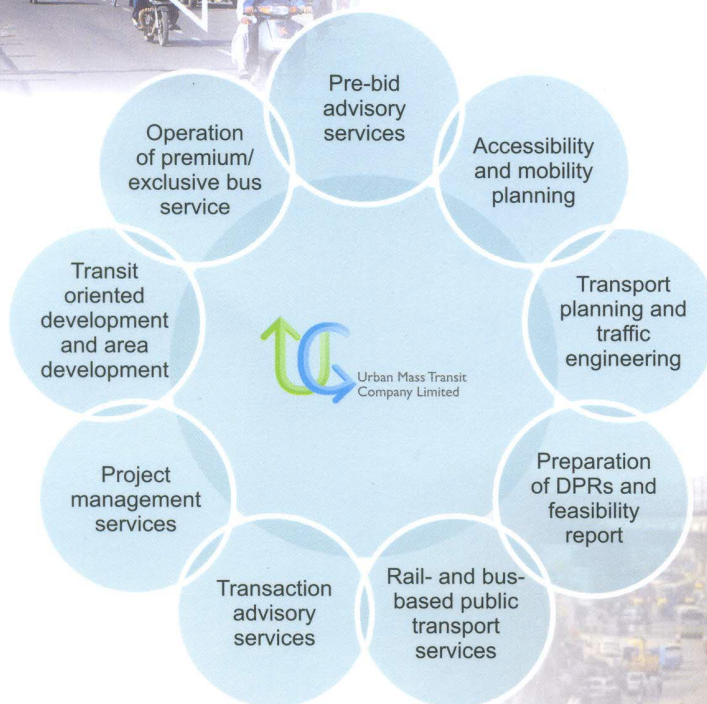 Pre-bid
advisory
services
Accessibility
and mobility
planning
Transport
planning and
traffic
engineering
Preparation
of DPRs and
feasibility
report
Rail- and bus-
based public
transport
services
Transaction
advisory
services
Project
management
services
Transit
oriented
development
and area
development
Operation
of premium/
exclusive bus
service
Urban Mass Transit
Company Limited